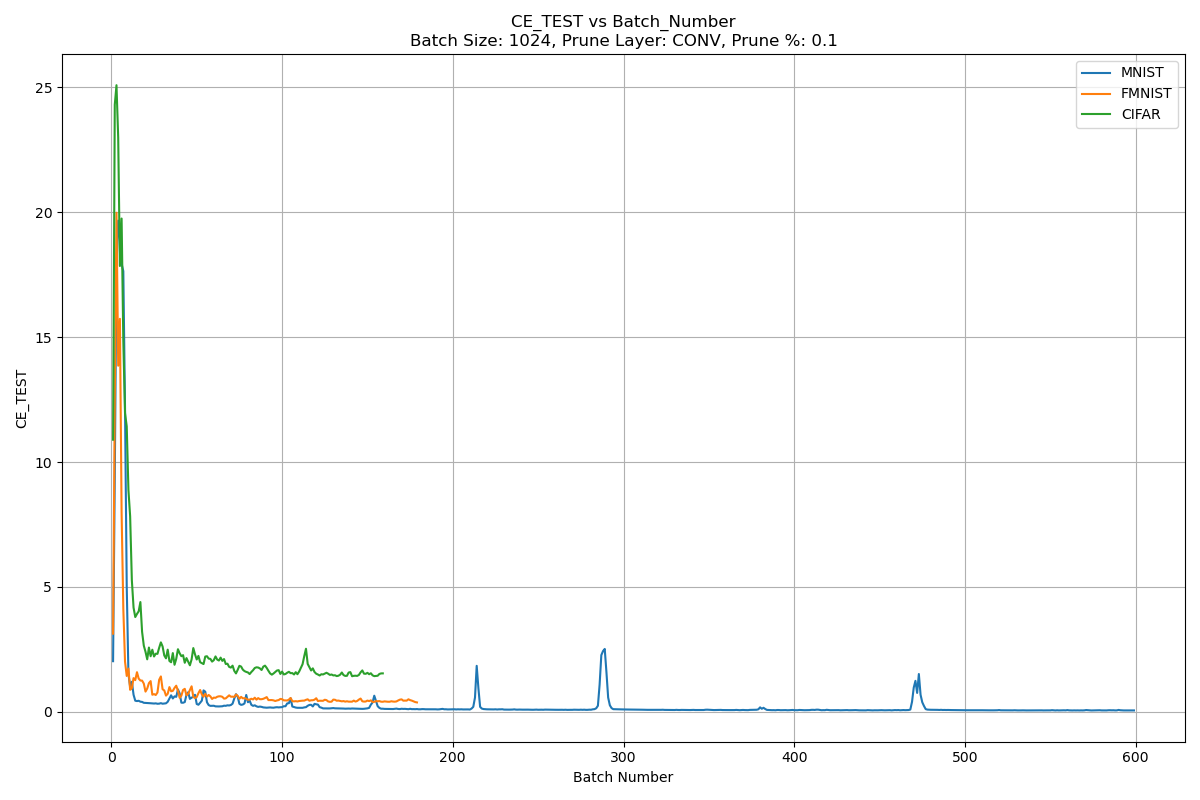 CE_TEST vs Batch_Number
Batch Size: 1024, Prune Layer: CONV, Prune %: 0.1
MNIST
FMNIST
CIFAR
25
20
15
10
5
0
CE_TEST
0 100 200 300 400 500 600
Batch Number